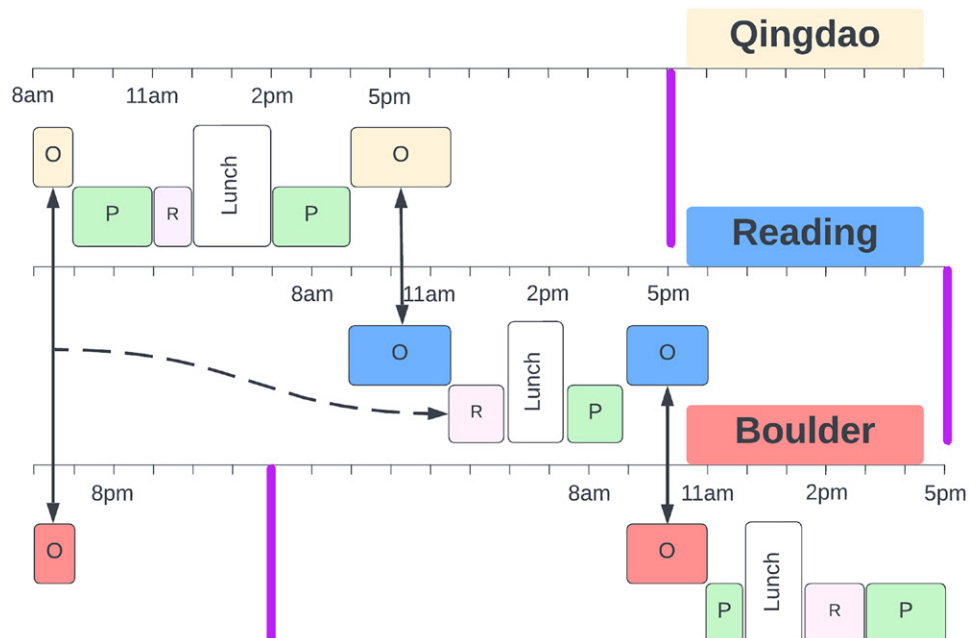 Qingdao
8am 11am 2pm 5pm
O O
P R Lunch P
Reading
8am 11am 2pm 5pm
O O
R Lunch P
Boulder
8pm 8am 11am 2pm 5pm
O O
P Lunch R P